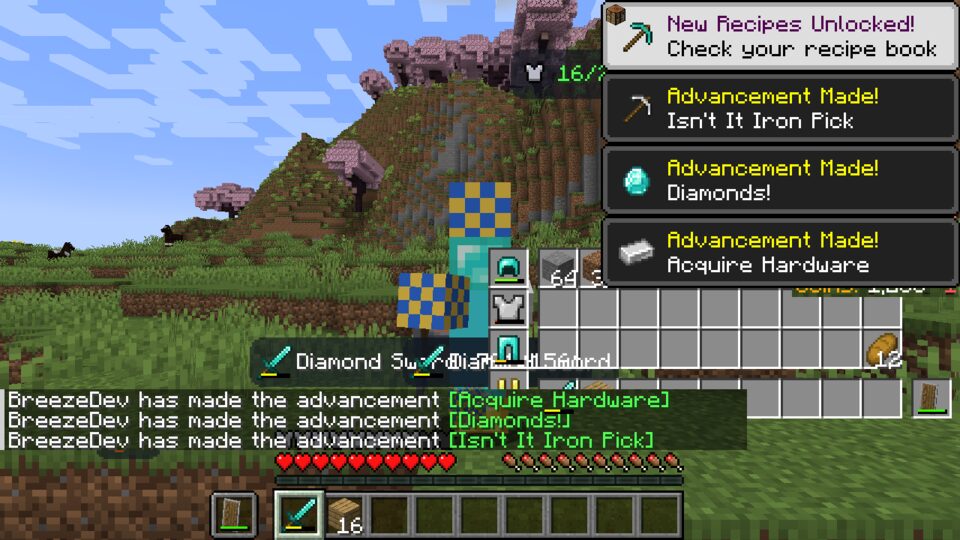 New Recipes Unlocked!
Check your recipe book
16/
Advancement Made!
Isn't It Iron Pick
Advancement Made!
Diamonds!
Advancement Made!
Acquire Hardware
64
12
Diamond
BreezeDev has made the advancement [Acquire Hardware]
BreezeDev has made the advancement [Diamonds!]
BreezeDev has made the advancement [Isn't It Iron Pick]
16